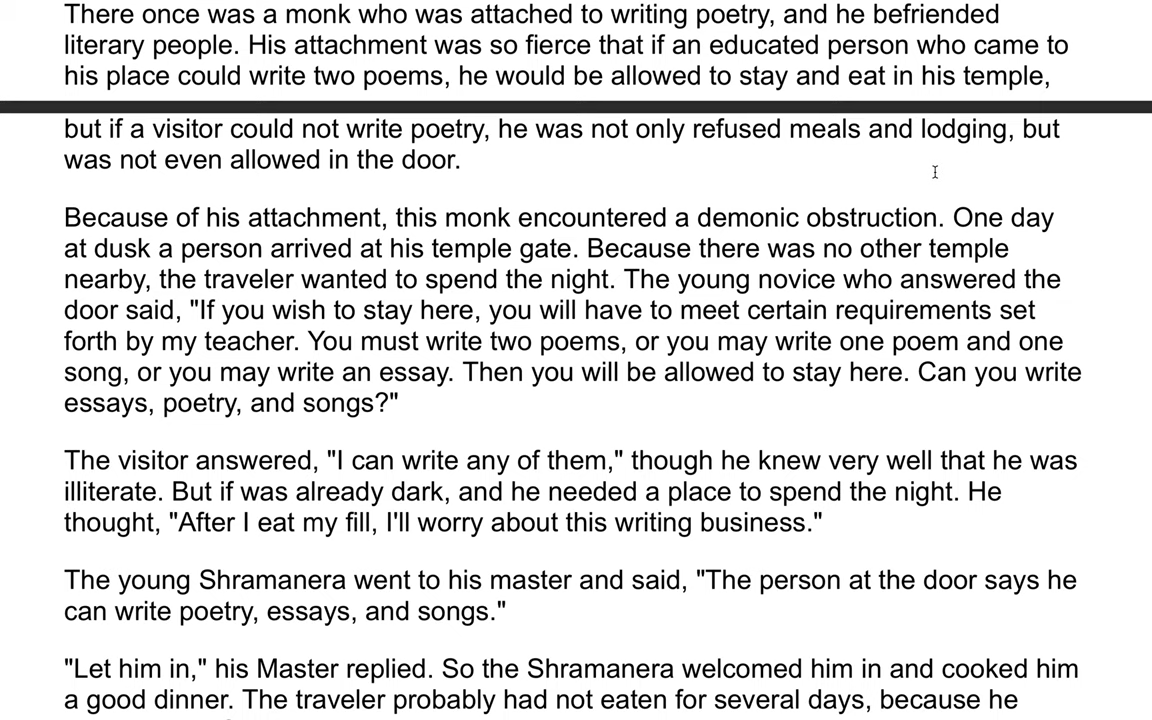 There once was a monk who was attached to writing poetry, and he befriended
literary people. His attachment was so fierce that if an educated person who came to
his place could write two poems, he would be allowed to stay and eat in his temple,
but if a visitor could not write poetry, he was not only refused meals and lodging, but
was not even allowed in the door.
Because of his attachment, this monk encountered a demonic obstruction. One day
at dusk a person arrived at his temple gate. Because there was no other temple
nearby, the traveler wanted to spend the night. The young novice who answered the
door said, "If you wish to stay here, you will have to meet certain requirements set
forth by my teacher. You must write two poems, or you may write one poem and one
song, or you may write an essay. Then you will be allowed to stay here. Can you write
essays, poetry, and songs?"
The visitor answered, "I can write any of them," though he knew very well that he was
illiterate. But if was already dark, and he needed a place to spend the night. He
thought, "After I eat my fill, I'll worry about this writing business."
The young Shramanera went to his master and said, "The person at the door says he
can write poetry, essays, and songs."
"Let him in," his Master replied. So the Shramanera welcomed him in and cooked him
a good dinner. The traveler probably had not eaten for several days, because he